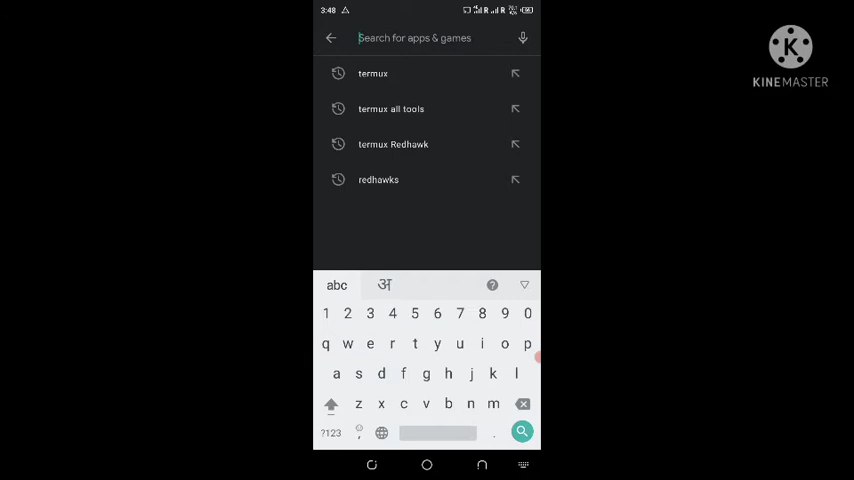 3:48
Search for apps & games
K
KINEMASTER
termux
termux all tools
termux Redhawk
redhawks
abc
अ
1 2 3 4 5 6 7 8 9 0
q w e r t y u i o p
a s d f g h j k l
z x c v b n m
?123 , .